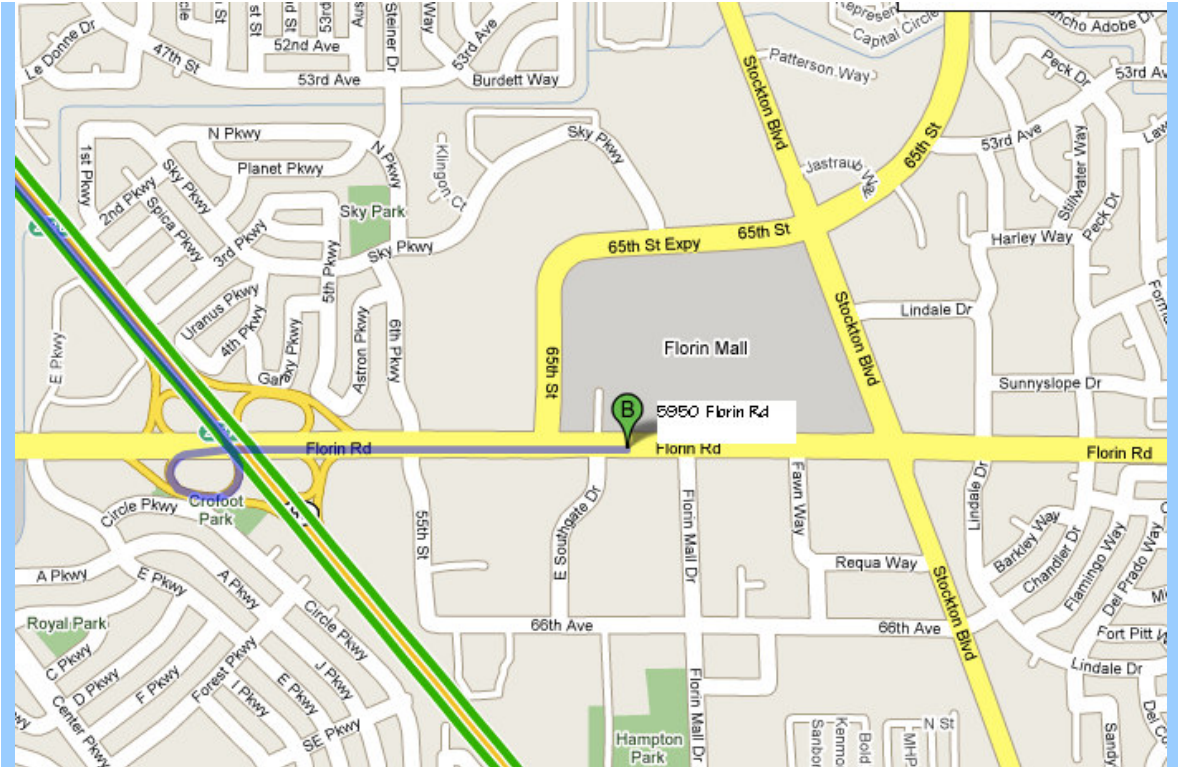 Le Donne Dr
47th St
52nd Ave
53rd Ave
Steiner Dr
Way
53rd Ave
Burdett Way
Stockton Blvd
Patterson Way
Capital Circle
65th St
Peck Dr
53rd Ave
Stillwater Way
Peck Dt
Harley Way
Jastrau
N Pkwy
N Pkwy
Planet Pkwy
1st Pkwy
2nd Pkwy
Sky Pkwy
Spica Pkwy
3rd Pkwy
Klingon Ct
Sky Park
Sky Pkwy
Sky Pkwy
65th St Expy
65th St
Uranus Pkwy
4th Pkwy
5th Pkwy
Galaxy Pkwy
Astron Pkwy
6th Pkwy
E Pkwy
65th St
Florin Mall
Stockton Blvd
Lindale Dr
Sunnyslope Dr
B
5950 Florin Rd
Florin Rd
Florin Rd
Florin Rd
Crofoot
Park
Circle Pkwy
55th St
E Southgate Dr
Florin Mall Dr
Fawn Way
Requa Way
Lindale Dr
Barkley Way
Chandler Dr
Flamingo Way
Del Prado Way
A Pkwy
E Pkwy
A Pkwy
Circle Pkwy
66th Ave
66th Ave
Stockton Blvd
Fort Pitt
Lindale Dr
Royal Park
C Pkwy
D Pkwy
F Pkwy
Forest Pkwy
I Pkwy
E Pkwy
J Pkwy
SE Pkwy
Center Pkwy
Florin Mall Dr
Hampton
Park
N St
Bold
MHP
Sandy